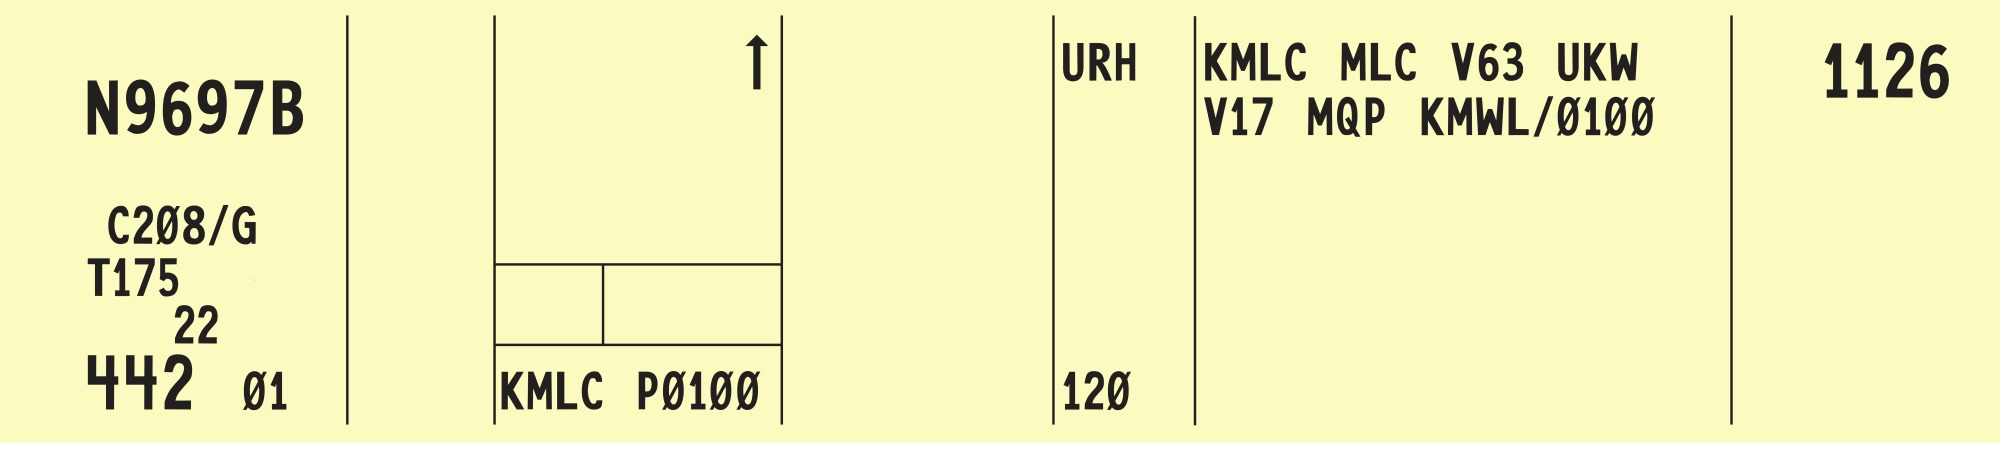 N9697B
C2Ø8/G
T175
22
442 Ø1
↑
KMLC PØ1ØØ
URH
12Ø
KMLC MLC V63 UKW
V17 MQP KMWL/Ø1ØØ
1126